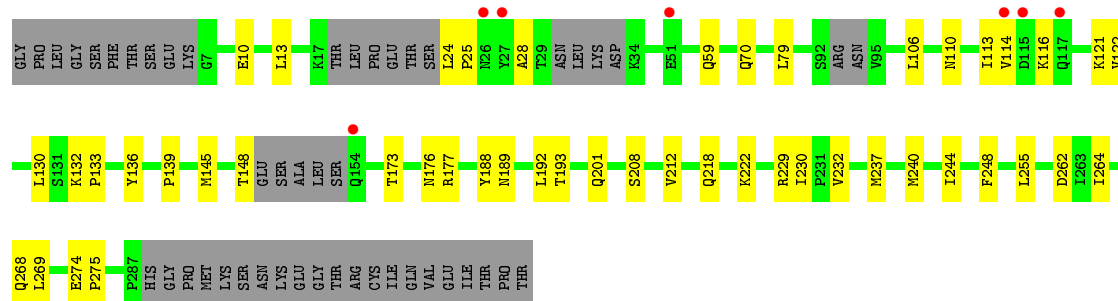 GLY PRO LEU GLY SER PHE THR SER GLU LYS G7 E10 L13 K17 THR LEU PRO GLU THR SER L24 P25 N26 Y27 A28 T29 ASN LEU LYS ASP K34 E51 Q59 Q70 L79 S92 ARG ASN V95 L106 N110 I113 V114 D115 K116 Q117 K121
L130 S131 K132 P133 Y136 P139 M145 T148 GLU SER ALA LEU SER Q154 T173 N176 R177 Y188 N189 L192 T193 Q201 S208 V212 Q218 K222 R229 I230 P231 V232 M237 M240 I244 F248 L255 D262 I263 I264
Q268 L269 E274 P275 P287 HIS GLY PRO MET LYS SER ASN LYS GLU GLY THR ARG CYS ILE GLN VAL GLU ILE THR PRO THR